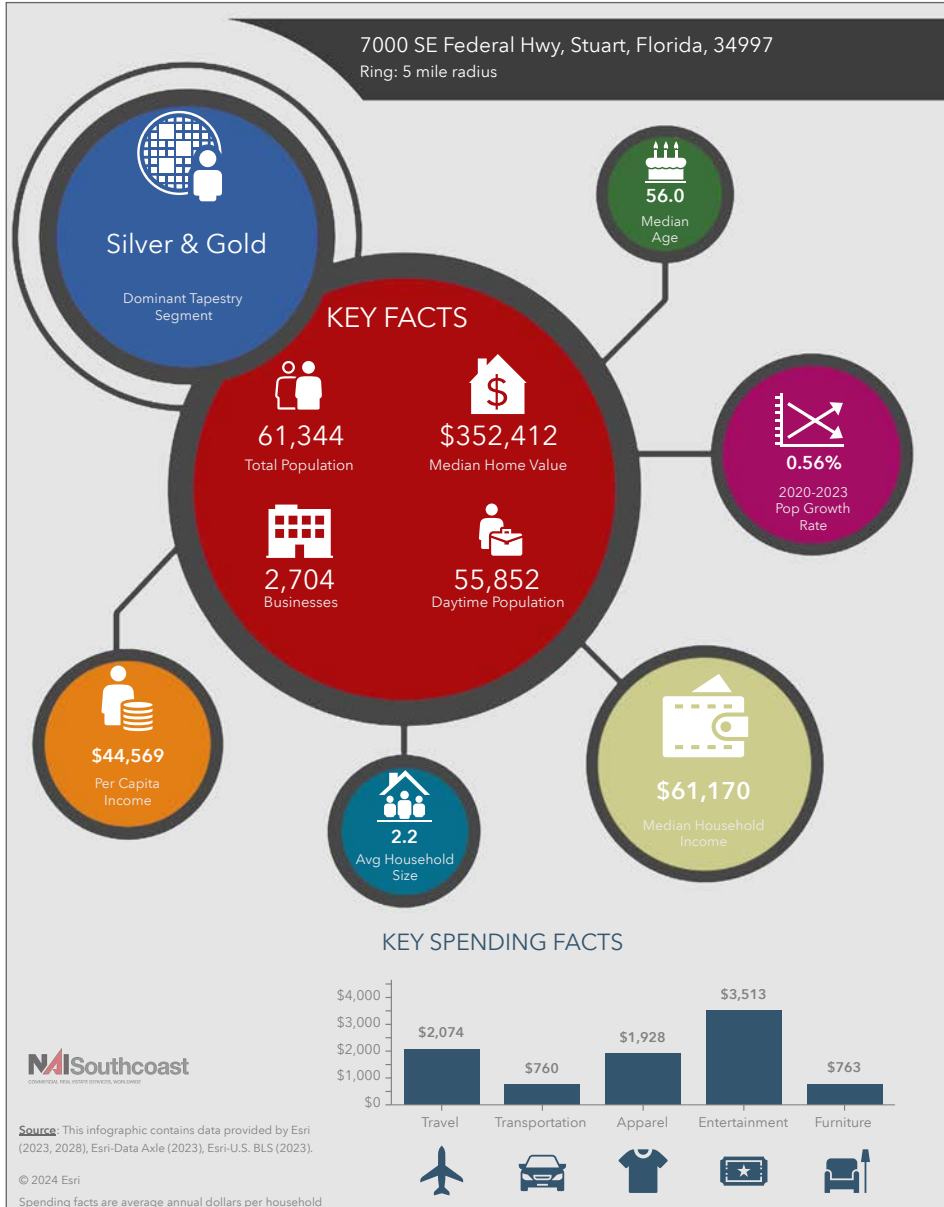 7000 SE Federal Hwy, Stuart, Florida, 34997
Ring: 5 mile radius
Silver & Gold
Dominant Tapestry
Segment
56.0
Median
Age
KEY FACTS
61,344
Total Population
$352,412
Median Home Value
2,704
Businesses
55,852
Daytime Population
0.56%
2020-2023
Pop Growth
Rate
$44,569
Per Capita
Income
2.2
Avg Household
Size
$61,170
Median Household
Income
KEY SPENDING FACTS
$4,000
$3,000
$2,000
$1,000
$0
$2,074
$760
$1,928
$3,513
$763
Travel
Transportation
Apparel
Entertainment
Furniture
NAISouthcoast
COMMERCIAL REAL ESTATE SERVICES, WORLDWIDE
Source: This infographic contains data provided by Esri
(2023, 2028), Esri-Data Axle (2023), Esri-U.S. BLS (2023).
© 2024 Esri
Spending facts are average annual dollars per household